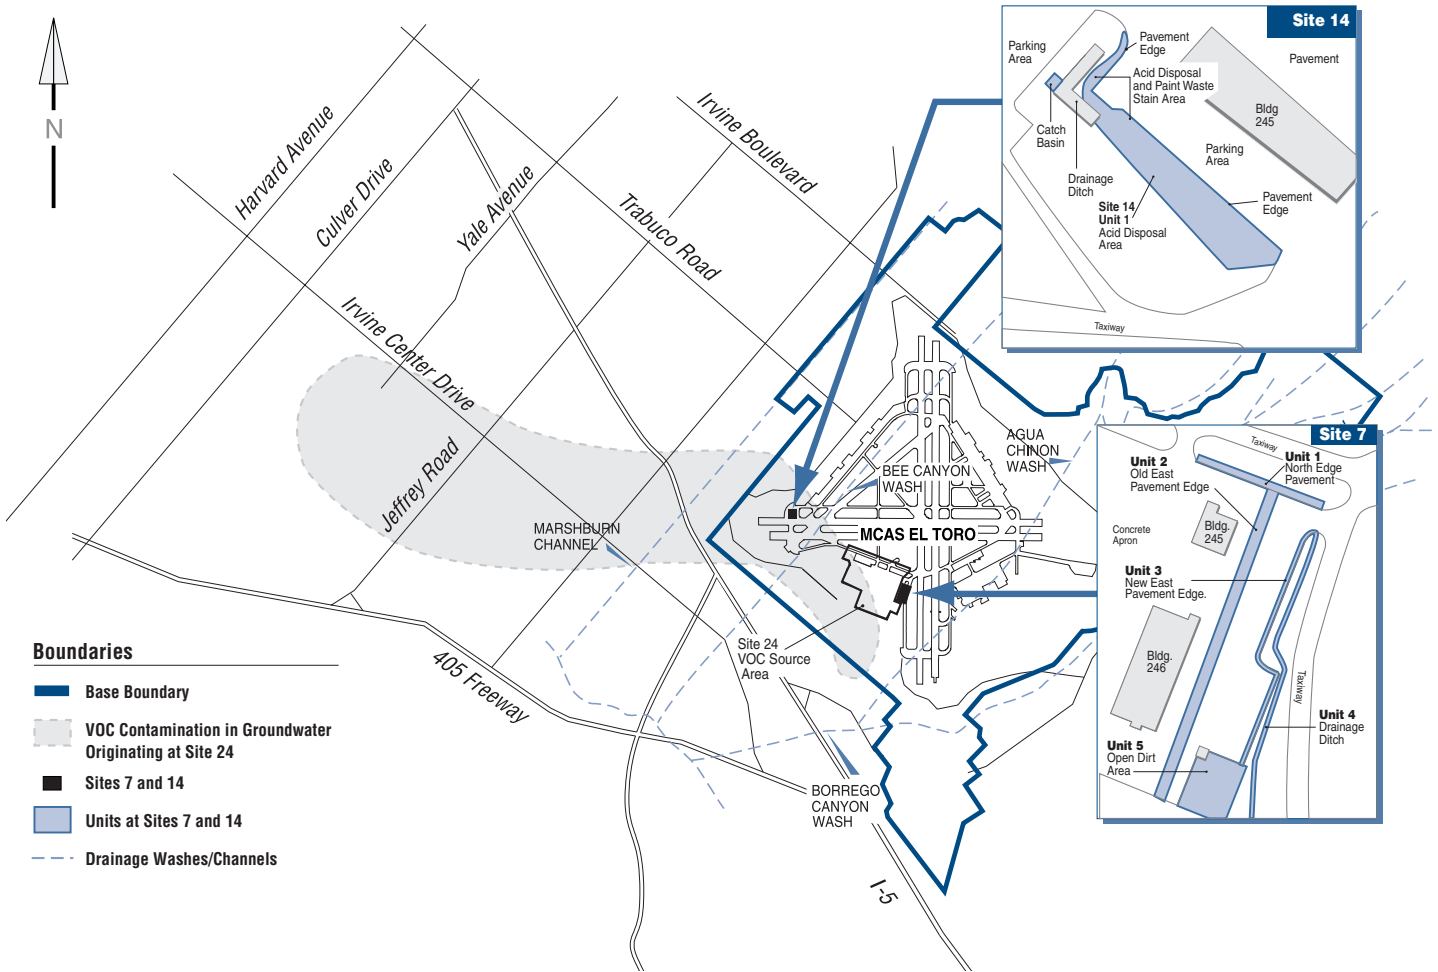 N
Harvard Avenue
Culver Drive
Yale Avenue
Irvine Boulevard
Trabuco Road
Irvine Center Drive
Jeffrey Road
405 Freeway
I-5
MARSHBURN
CHANNEL
BEE CANYON
WASH
AGUA
CHINON
WASH
MCAS EL TORO
Site 24
VOC Source
Area
BORREGO
CANYON
WASH
Site 14
Parking
Area
Pavement
Edge
Pavement
Acid Disposal
and Paint Waste
Stain Area
Bldg
245
Catch
Basin
Parking
Area
Drainage
Ditch
Pavement
Edge
Site 14
Unit 1
Acid Disposal
Area
Taxiway
Site 7
Taxiway
Unit 1
North Edge
Pavement
Unit 2
Old East
Pavement Edge
Concrete
Apron
Bldg.
245
Unit 3
New East
Pavement Edge.
Bldg.
246
Taxiway
Unit 4
Drainage
Ditch
Unit 5
Open Dirt
Area
Boundaries
Base Boundary
VOC Contamination in Groundwater
Originating at Site 24
Sites 7 and 14
Units at Sites 7 and 14
Drainage Washes/Channels